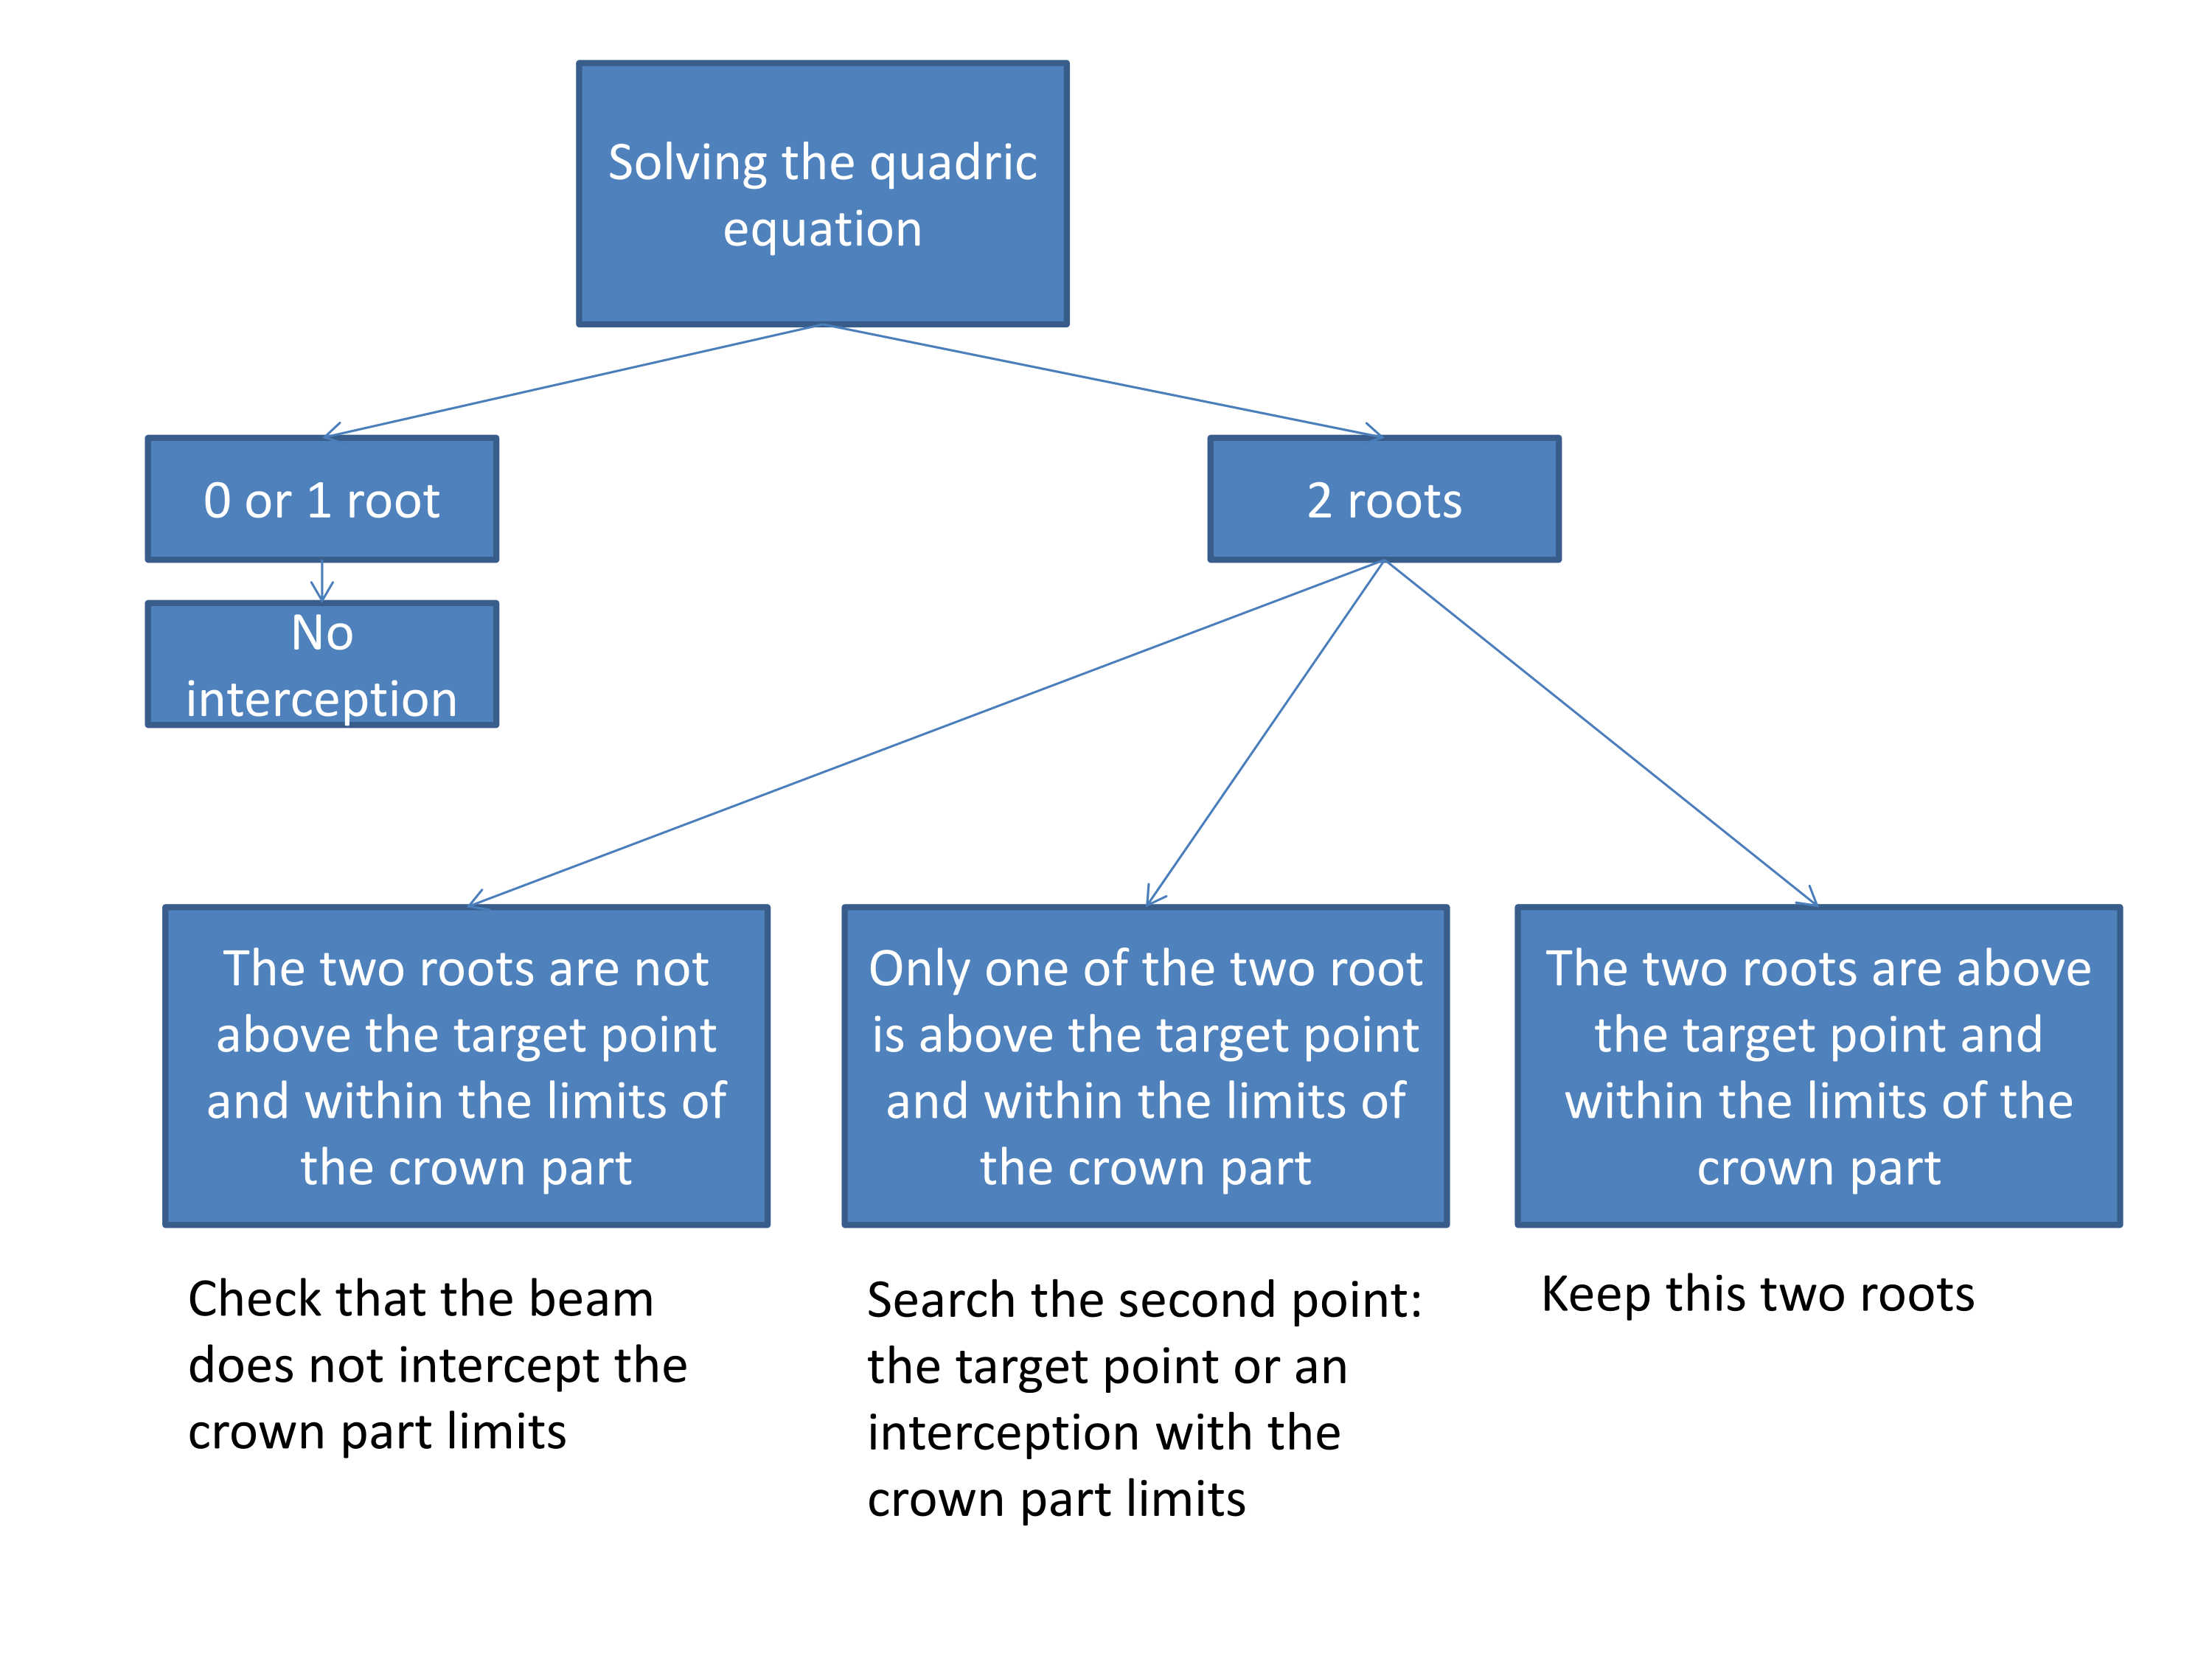 Solving the quadric
equation
0 or 1 root
2 roots
No
interception
The two roots are not
above the target point
and within the limits of
the crown part
Only one of the two root
is above the target point
and within the limits of
the crown part
The two roots are above
the target point and
within the limits of the
crown part
Check that the beam
does not intercept the
crown part limits
Search the second point:
the target point or an
interception with the
crown part limits
Keep this two roots